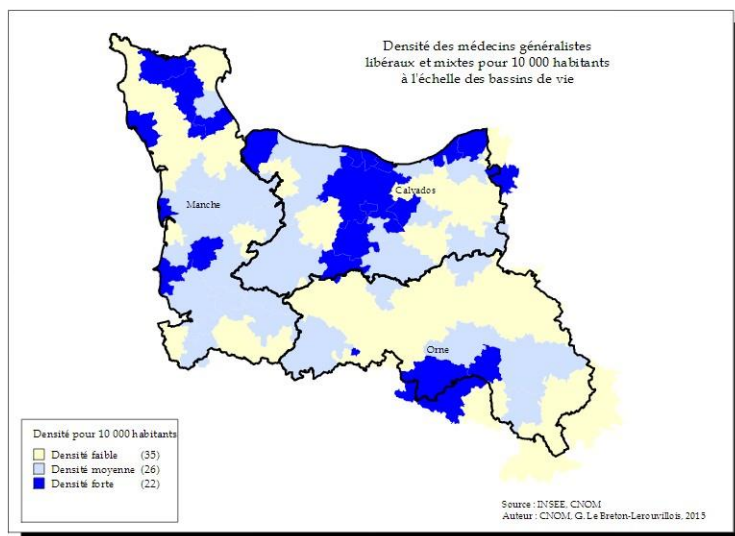 Densité des médecins généralistes
libéraux et mixtes pour 10 000 habitants
à l'échelle des bassins de vie
Manche
Calvados
Orne
Densité pour 10 000 habitants
Densité faible (35)
Densité moyenne (26)
Densité forte (22)
Source : INSEE, CNOM
Auteur : CNOM, G. Le Breton-Lerouvillois, 2015